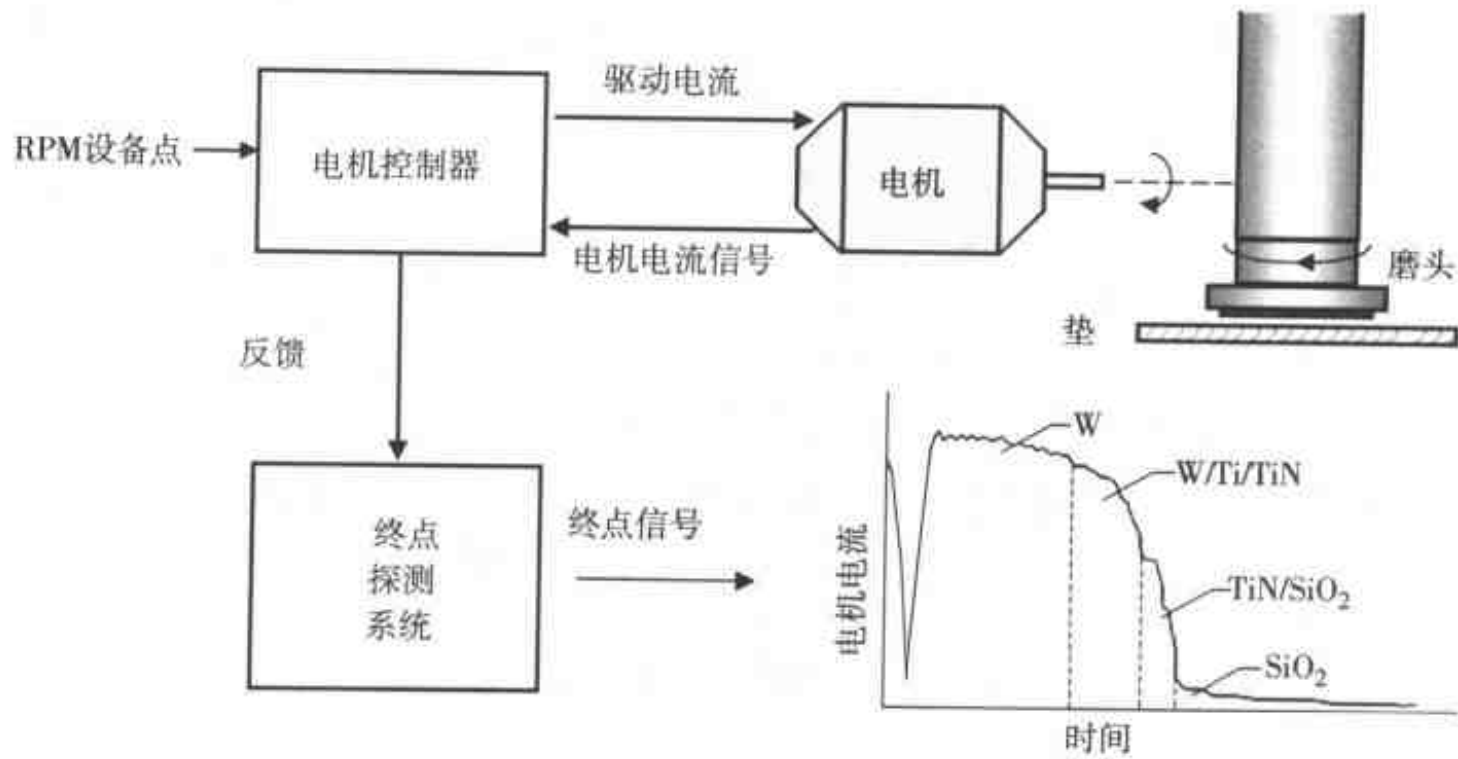 驱动电流
RPM设备点
电机控制器
电机
电机电流信号
磨头
垫
反馈
终点
探测
系统
终点信号
W
W/Ti/TiN
TiN/SiO₂
SiO₂
电机电流
时间